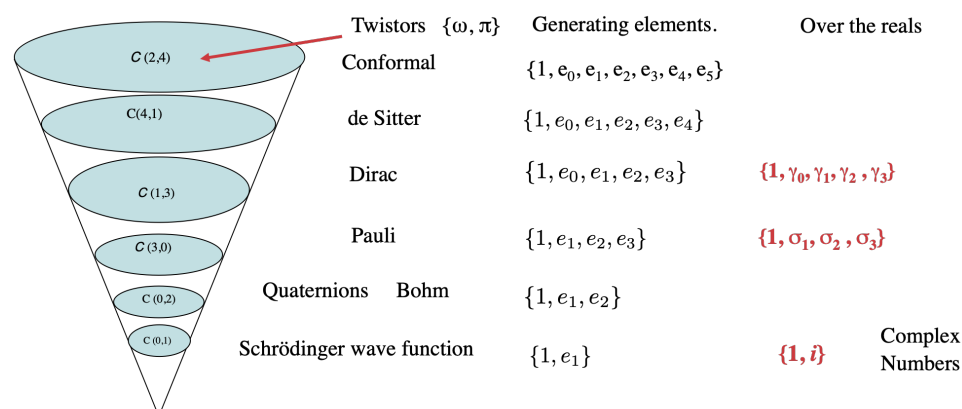 Twistors {ω, π} Generating elements. Over the reals
C (2,4) Conformal {1, e₀, e₁, e₂, e₃, e₄, e₅}
C(4,1) de Sitter {1, e₀, e₁, e₂, e₃, e₄}
C (1,3) Dirac {1, e₀, e₁, e₂, e₃} {1, γ₀, γ₁, γ₂ , γ₃}
C (3,0) Pauli {1, e₁, e₂, e₃} {1, σ₁, σ₂ , σ₃}
C (0,2) Quaternions Bohm {1, e₁, e₂}
C (0,1) Schrödinger wave function {1, e₁} {1, i} Complex
Numbers